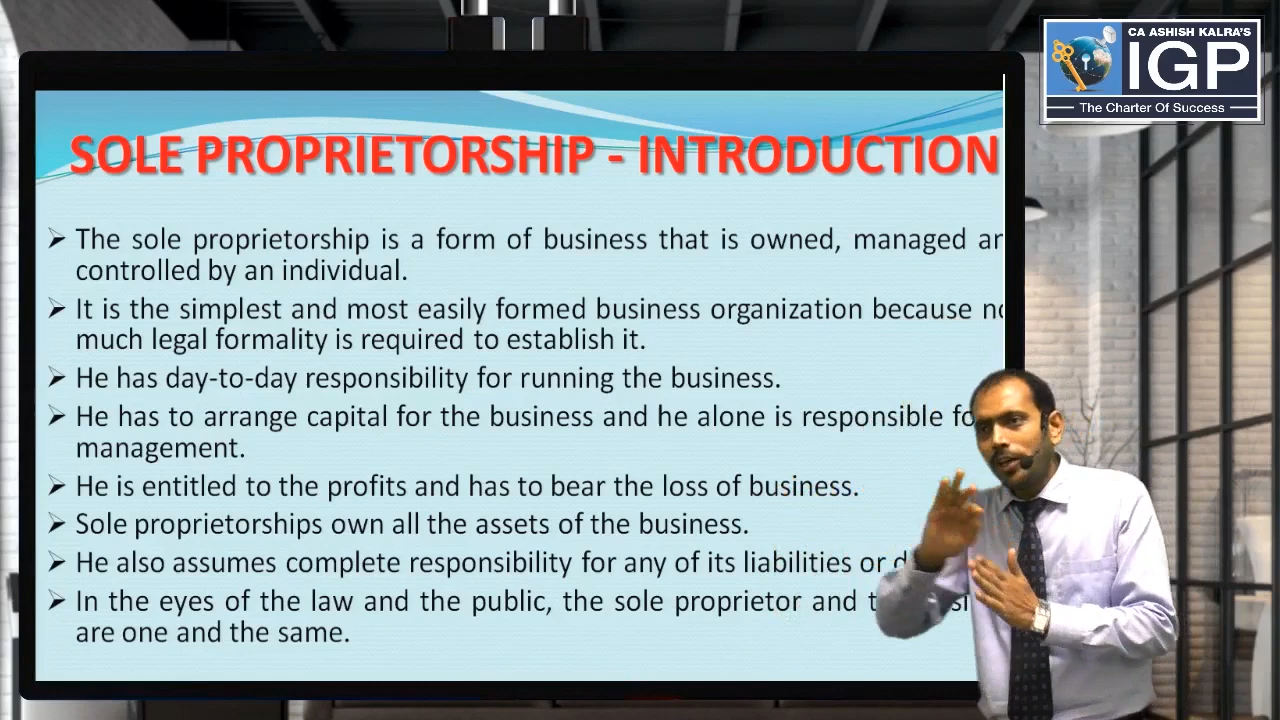 CA ASHISH KALRA'S
IGP
The Charter Of Success
SOLE PROPRIETORSHIP - INTRODUCTION
➢ The sole proprietorship is a form of business that is owned, managed
controlled by an individual.
➢ It is the simplest and most easily formed business organization because
much legal formality is required to establish it.
➢ He has day-to-day responsibility for running the business.
➢ He has to arrange capital for the business and he alone is responsible
management.
➢ He is entitled to the profits and has to bear the loss of business.
➢ Sole proprietorships own all the assets of the business.
➢ He also assumes complete responsibility for any of its liabilities or
➢ In the eyes of the law and the public, the sole proprietor and
are one and the same.